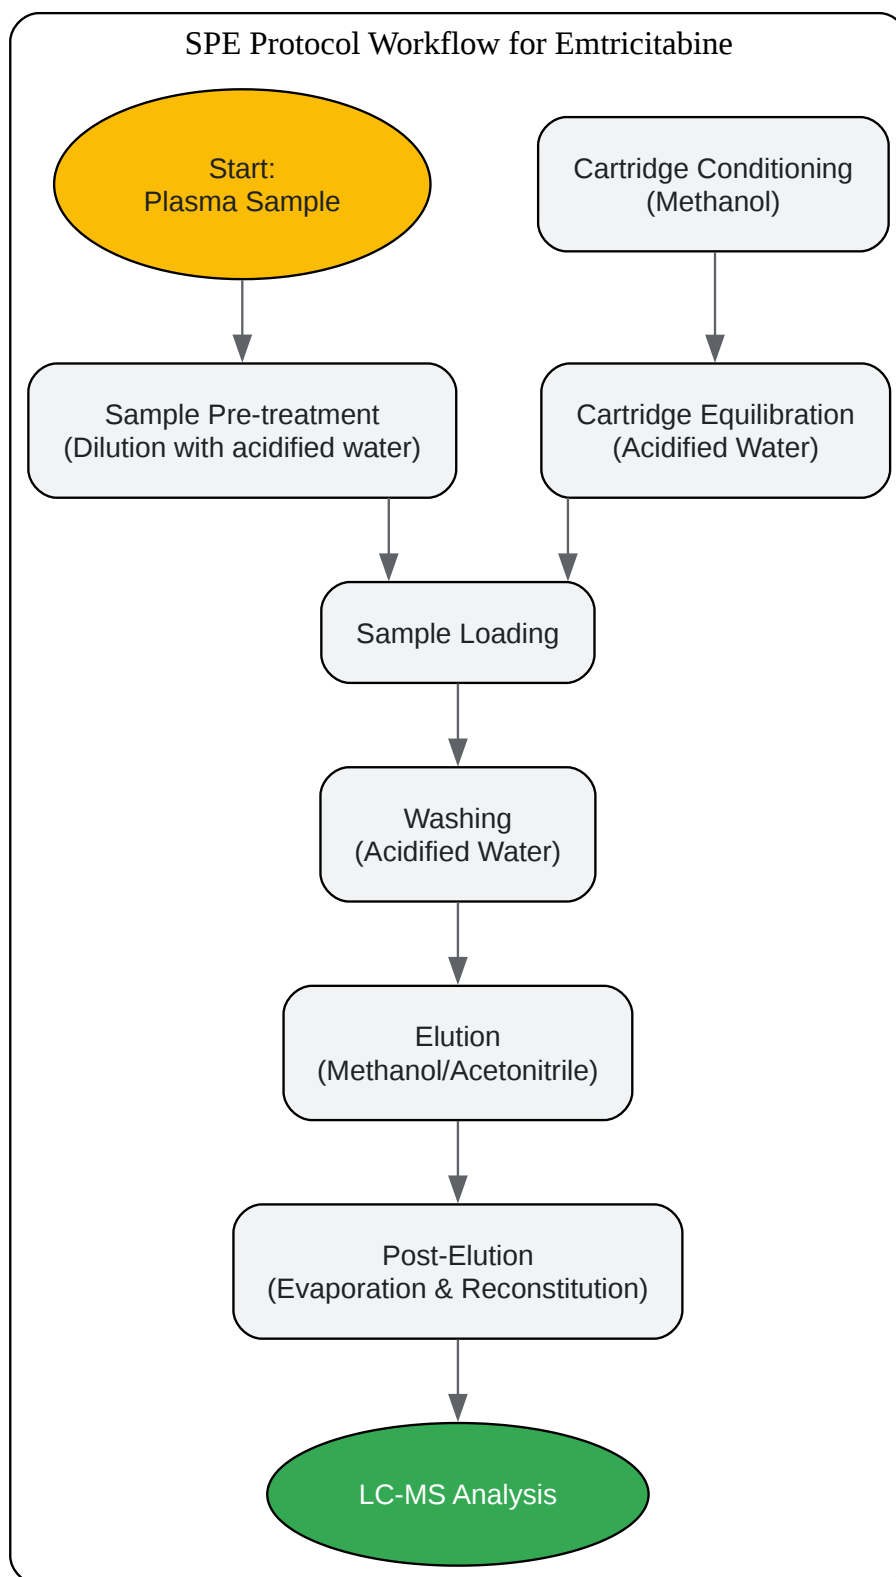 SPE Protocol Workflow for Emtricitabine
Start:
Plasma Sample
Cartridge Conditioning
(Methanol)
Sample Pre-treatment
(Dilution with acidified water)
Cartridge Equilibration
(Acidified Water)
Sample Loading
Washing
(Acidified Water)
Elution
(Methanol/Acetonitrile)
Post-Elution
(Evaporation & Reconstitution)
LC-MS Analysis